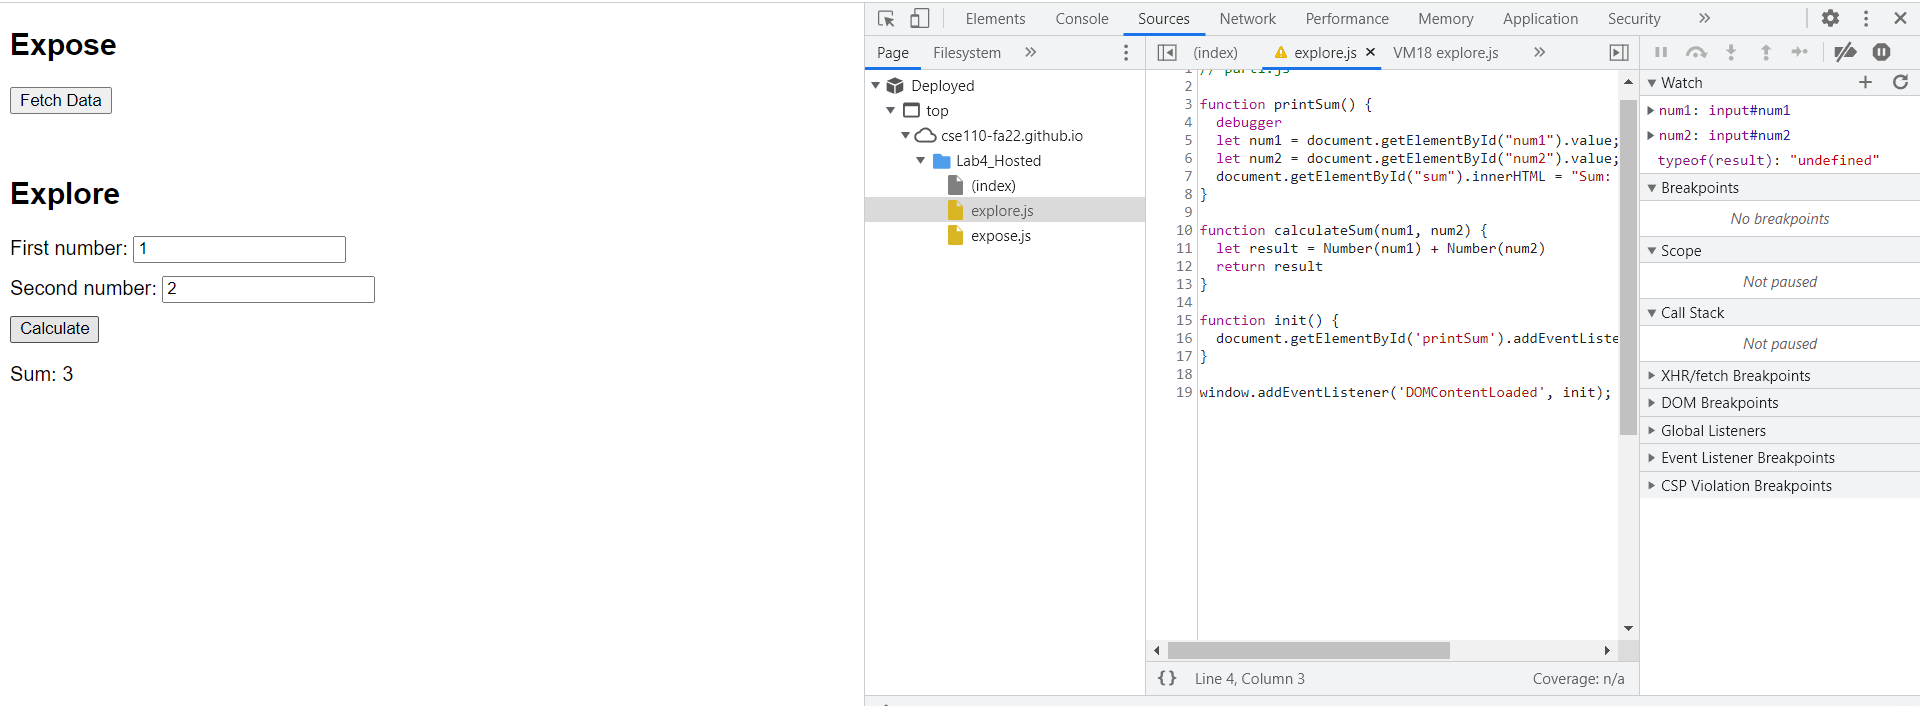 Expose
Fetch Data
Explore
First number: 1
Second number: 2
Calculate
Sum: 3
Elements Console Sources Network Performance Memory Application Security »
Page Filesystem »
Deployed
top
cse110-fa22.github.io
Lab4_Hosted
(index)
explore.js
expose.js
(index) explore.js × VM18 explore.js »
1 // part1.js
2
3 function printSum() {
4 debugger
5 let num1 = document.getElementById("num1").value;
6 let num2 = document.getElementById("num2").value;
7 document.getElementById("sum").innerHTML = "Sum:
8 }
9
10 function calculateSum(num1, num2) {
11 let result = Number(num1) + Number(num2)
12 return result
13 }
14
15 function init() {
16 document.getElementById('printSum').addEventListe
17 }
18
19 window.addEventListener('DOMContentLoaded', init);
{} Line 4, Column 3 Coverage: n/a
Watch
num1: input#num1
num2: input#num2
typeof(result): "undefined"
Breakpoints
No breakpoints
Scope
Not paused
Call Stack
Not paused
XHR/fetch Breakpoints
DOM Breakpoints
Global Listeners
Event Listener Breakpoints
CSP Violation Breakpoints